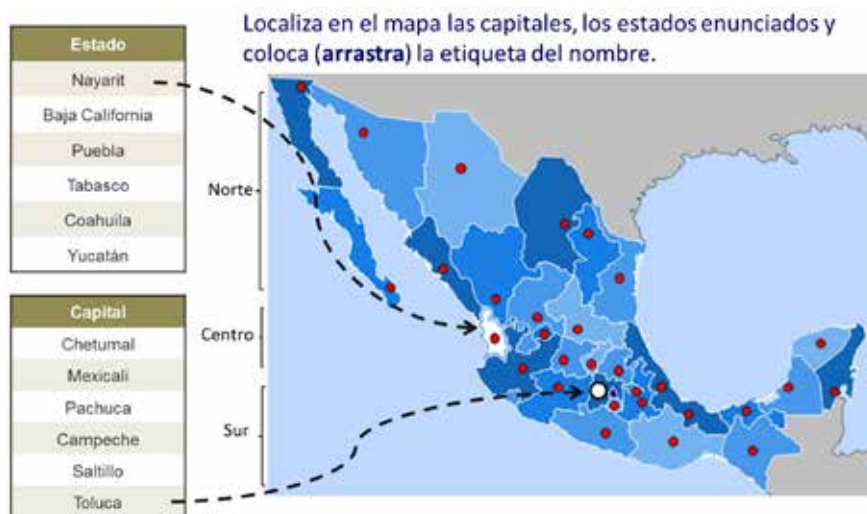 Localiza en el mapa las capitales, los estados enunciados y
coloca (arrastra) la etiqueta del nombre.
Estado
Nayarit
Baja California
Puebla
Tabasco
Coahuila
Yucatán
Capital
Chetumal
Mexicali
Pachuca
Campeche
Saltillo
Toluca
Norte
Centro
Sur